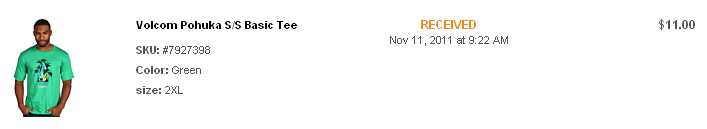 Volcom Pohuka S/S Basic Tee
RECEIVED
$11.00
Nov 11, 2011 at 9:22 AM
SKU: #7927398
Color: Green
size: 2XL